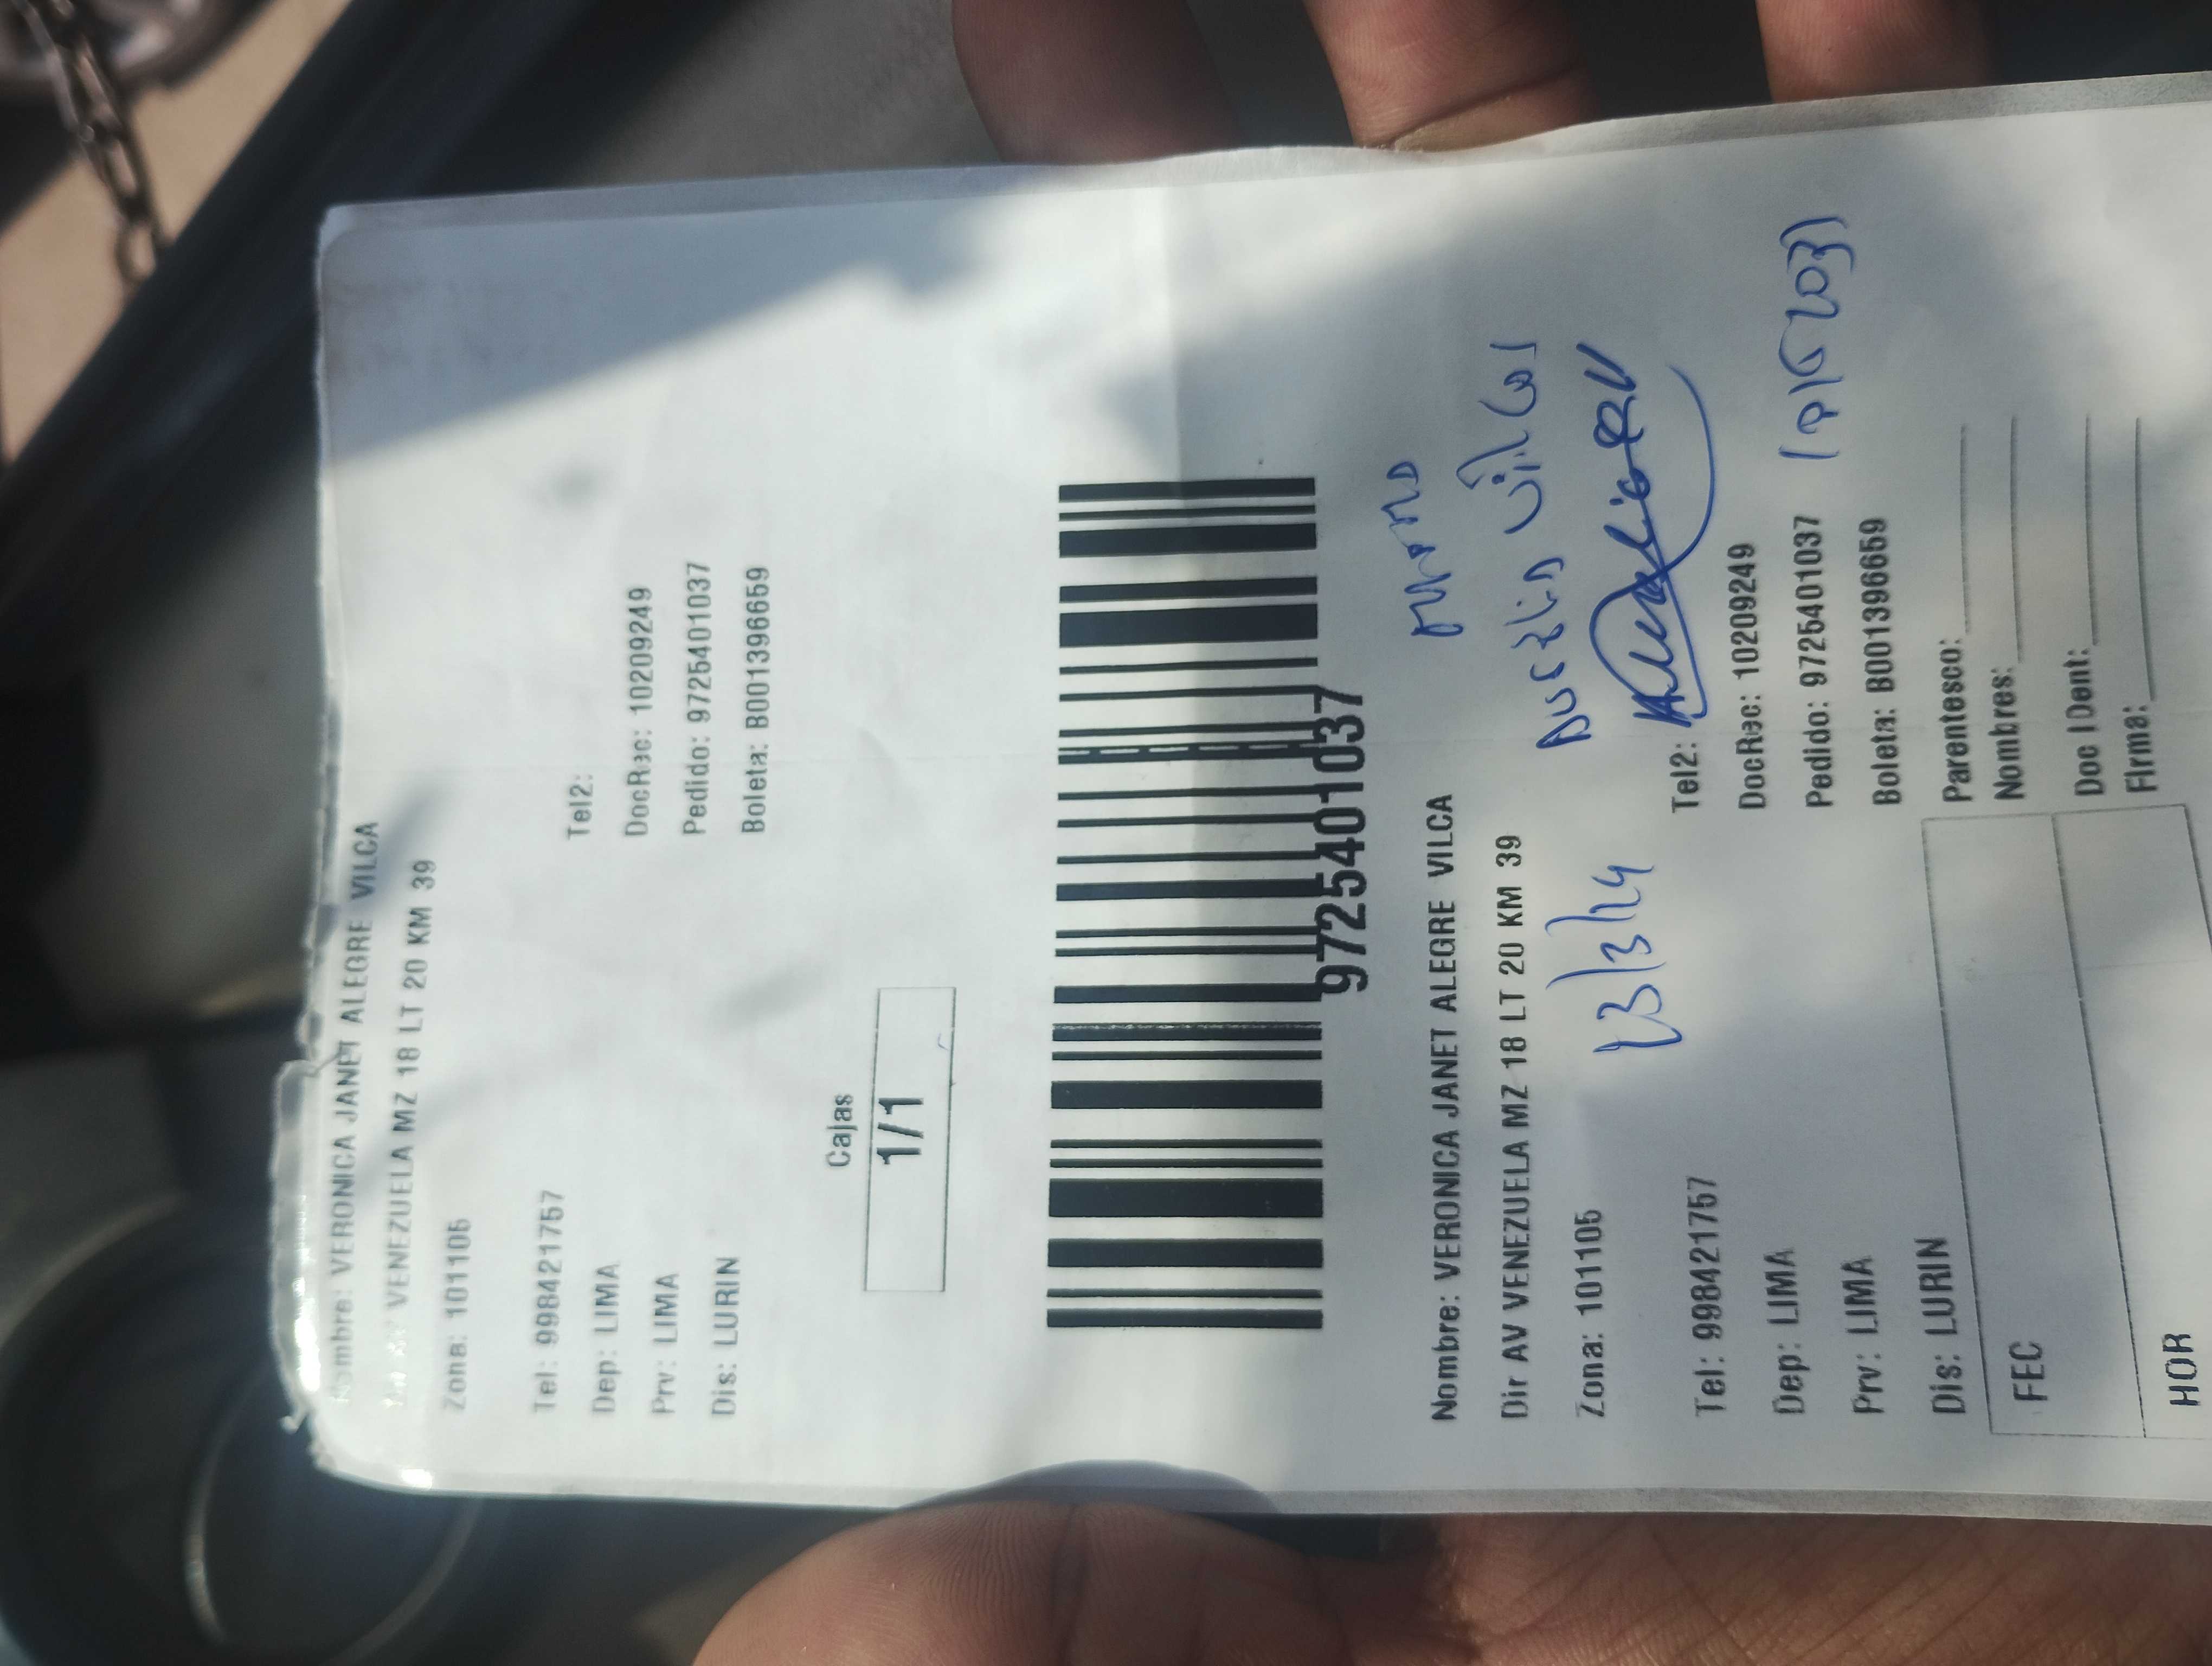 Nombre: VERONICA JANET ALEGRE VILCA
VENEZUELA MZ 18 LT 20 KM 39
Zona: 101105
Tel: 998421757 Tel2:
Dep: LIMA DocRec: 10209249
Prv: LIMA Pedido: 9725401037
Dis: LURIN Boleta: B001396659
Cajas
1/1
9725401037
Nombre: VERONICA JANET ALEGRE VILCA
Dir AV VENEZUELA MZ 18 LT 20 KM 39
Zona: 101105
Tel: 998421757 Tel2:
Dep: LIMA DocRec: 10209249
Prv: LIMA Pedido: 9725401037
Dis: LURIN Boleta: B001396659
FEC
HOR
Parentesco:
Nombres:
Doc IDent:
Firma: